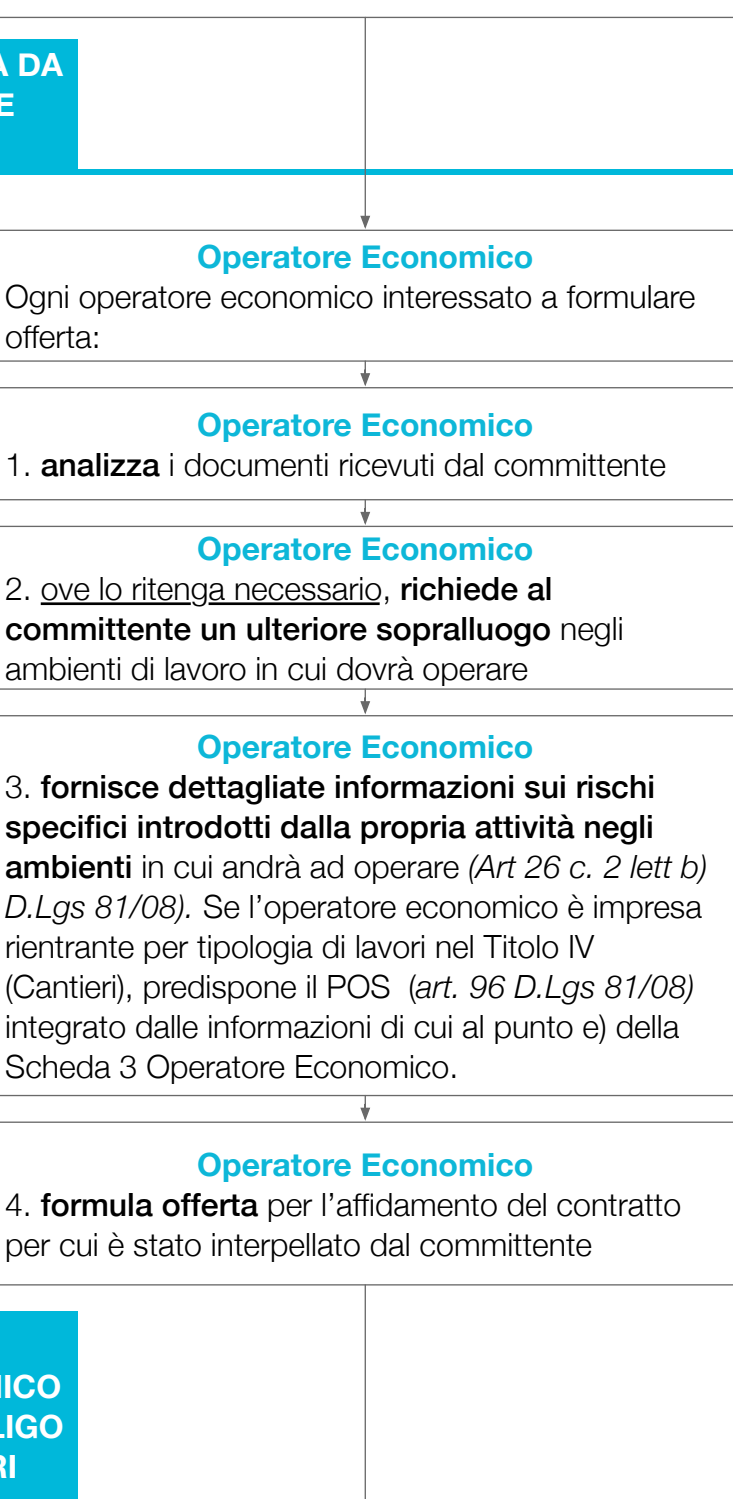 A DA
E
Operatore Economico
Ogni operatore economico interessato a formulare
offerta:
Operatore Economico
1. analizza i documenti ricevuti dal committente
Operatore Economico
2. ove lo ritenga necessario, richiede al
committente un ulteriore sopralluogo negli
ambienti di lavoro in cui dovrà operare
Operatore Economico
3. fornisce dettagliate informazioni sui rischi
specifici introdotti dalla propria attività negli
ambienti in cui andrà ad operare (Art 26 c. 2 lett b)
D.Lgs 81/08). Se l’operatore economico è impresa
rientrante per tipologia di lavori nel Titolo IV
(Cantieri), predispone il POS (art. 96 D.Lgs 81/08)
integrato dalle informazioni di cui al punto e) della
Scheda 3 Operatore Economico.
Operatore Economico
4. formula offerta per l’affidamento del contratto
per cui è stato interpellato dal committente
MICO
LIGO
RI